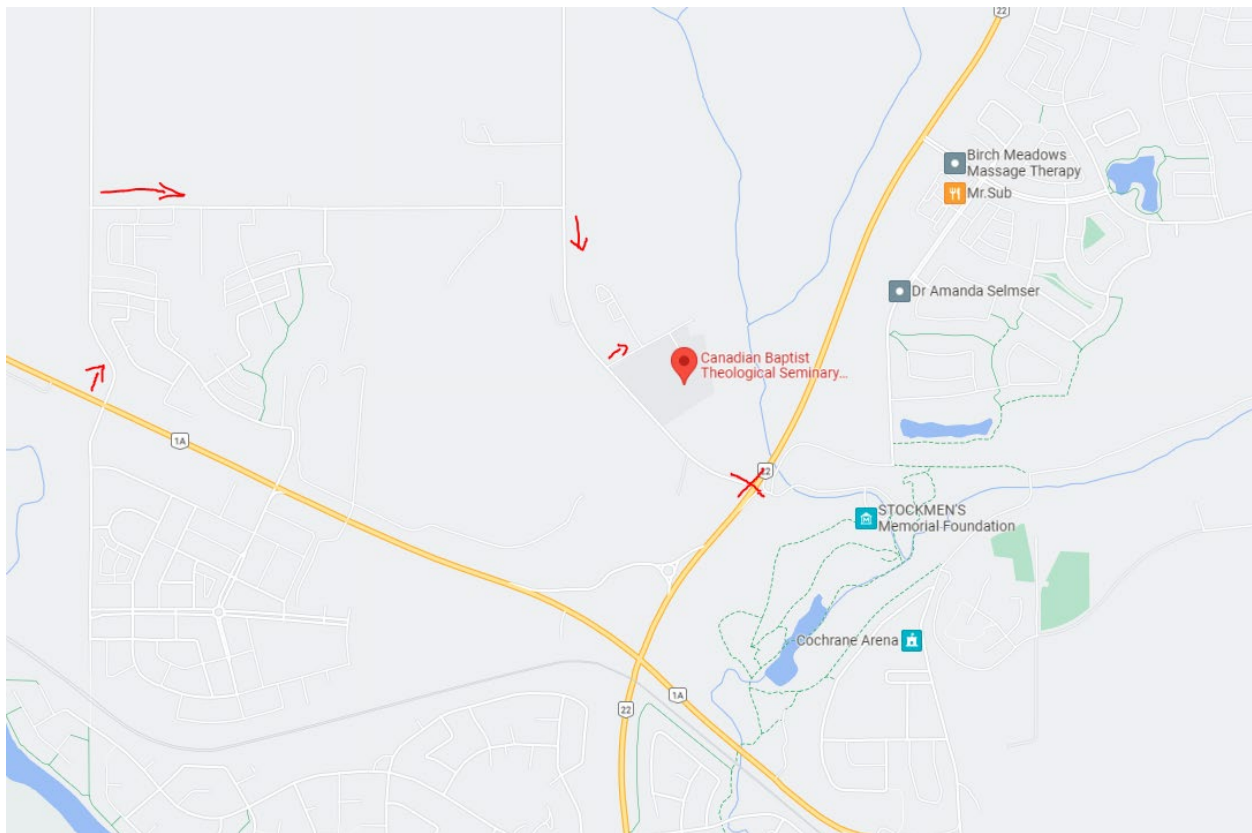 22
Birch Meadows
Massage Therapy
Mr.Sub
Dr Amanda Selmser
Canadian Baptist
Theological Seminary...
1A
22
STOCKMEN'S
Memorial Foundation
Cochrane Arena
1A
22